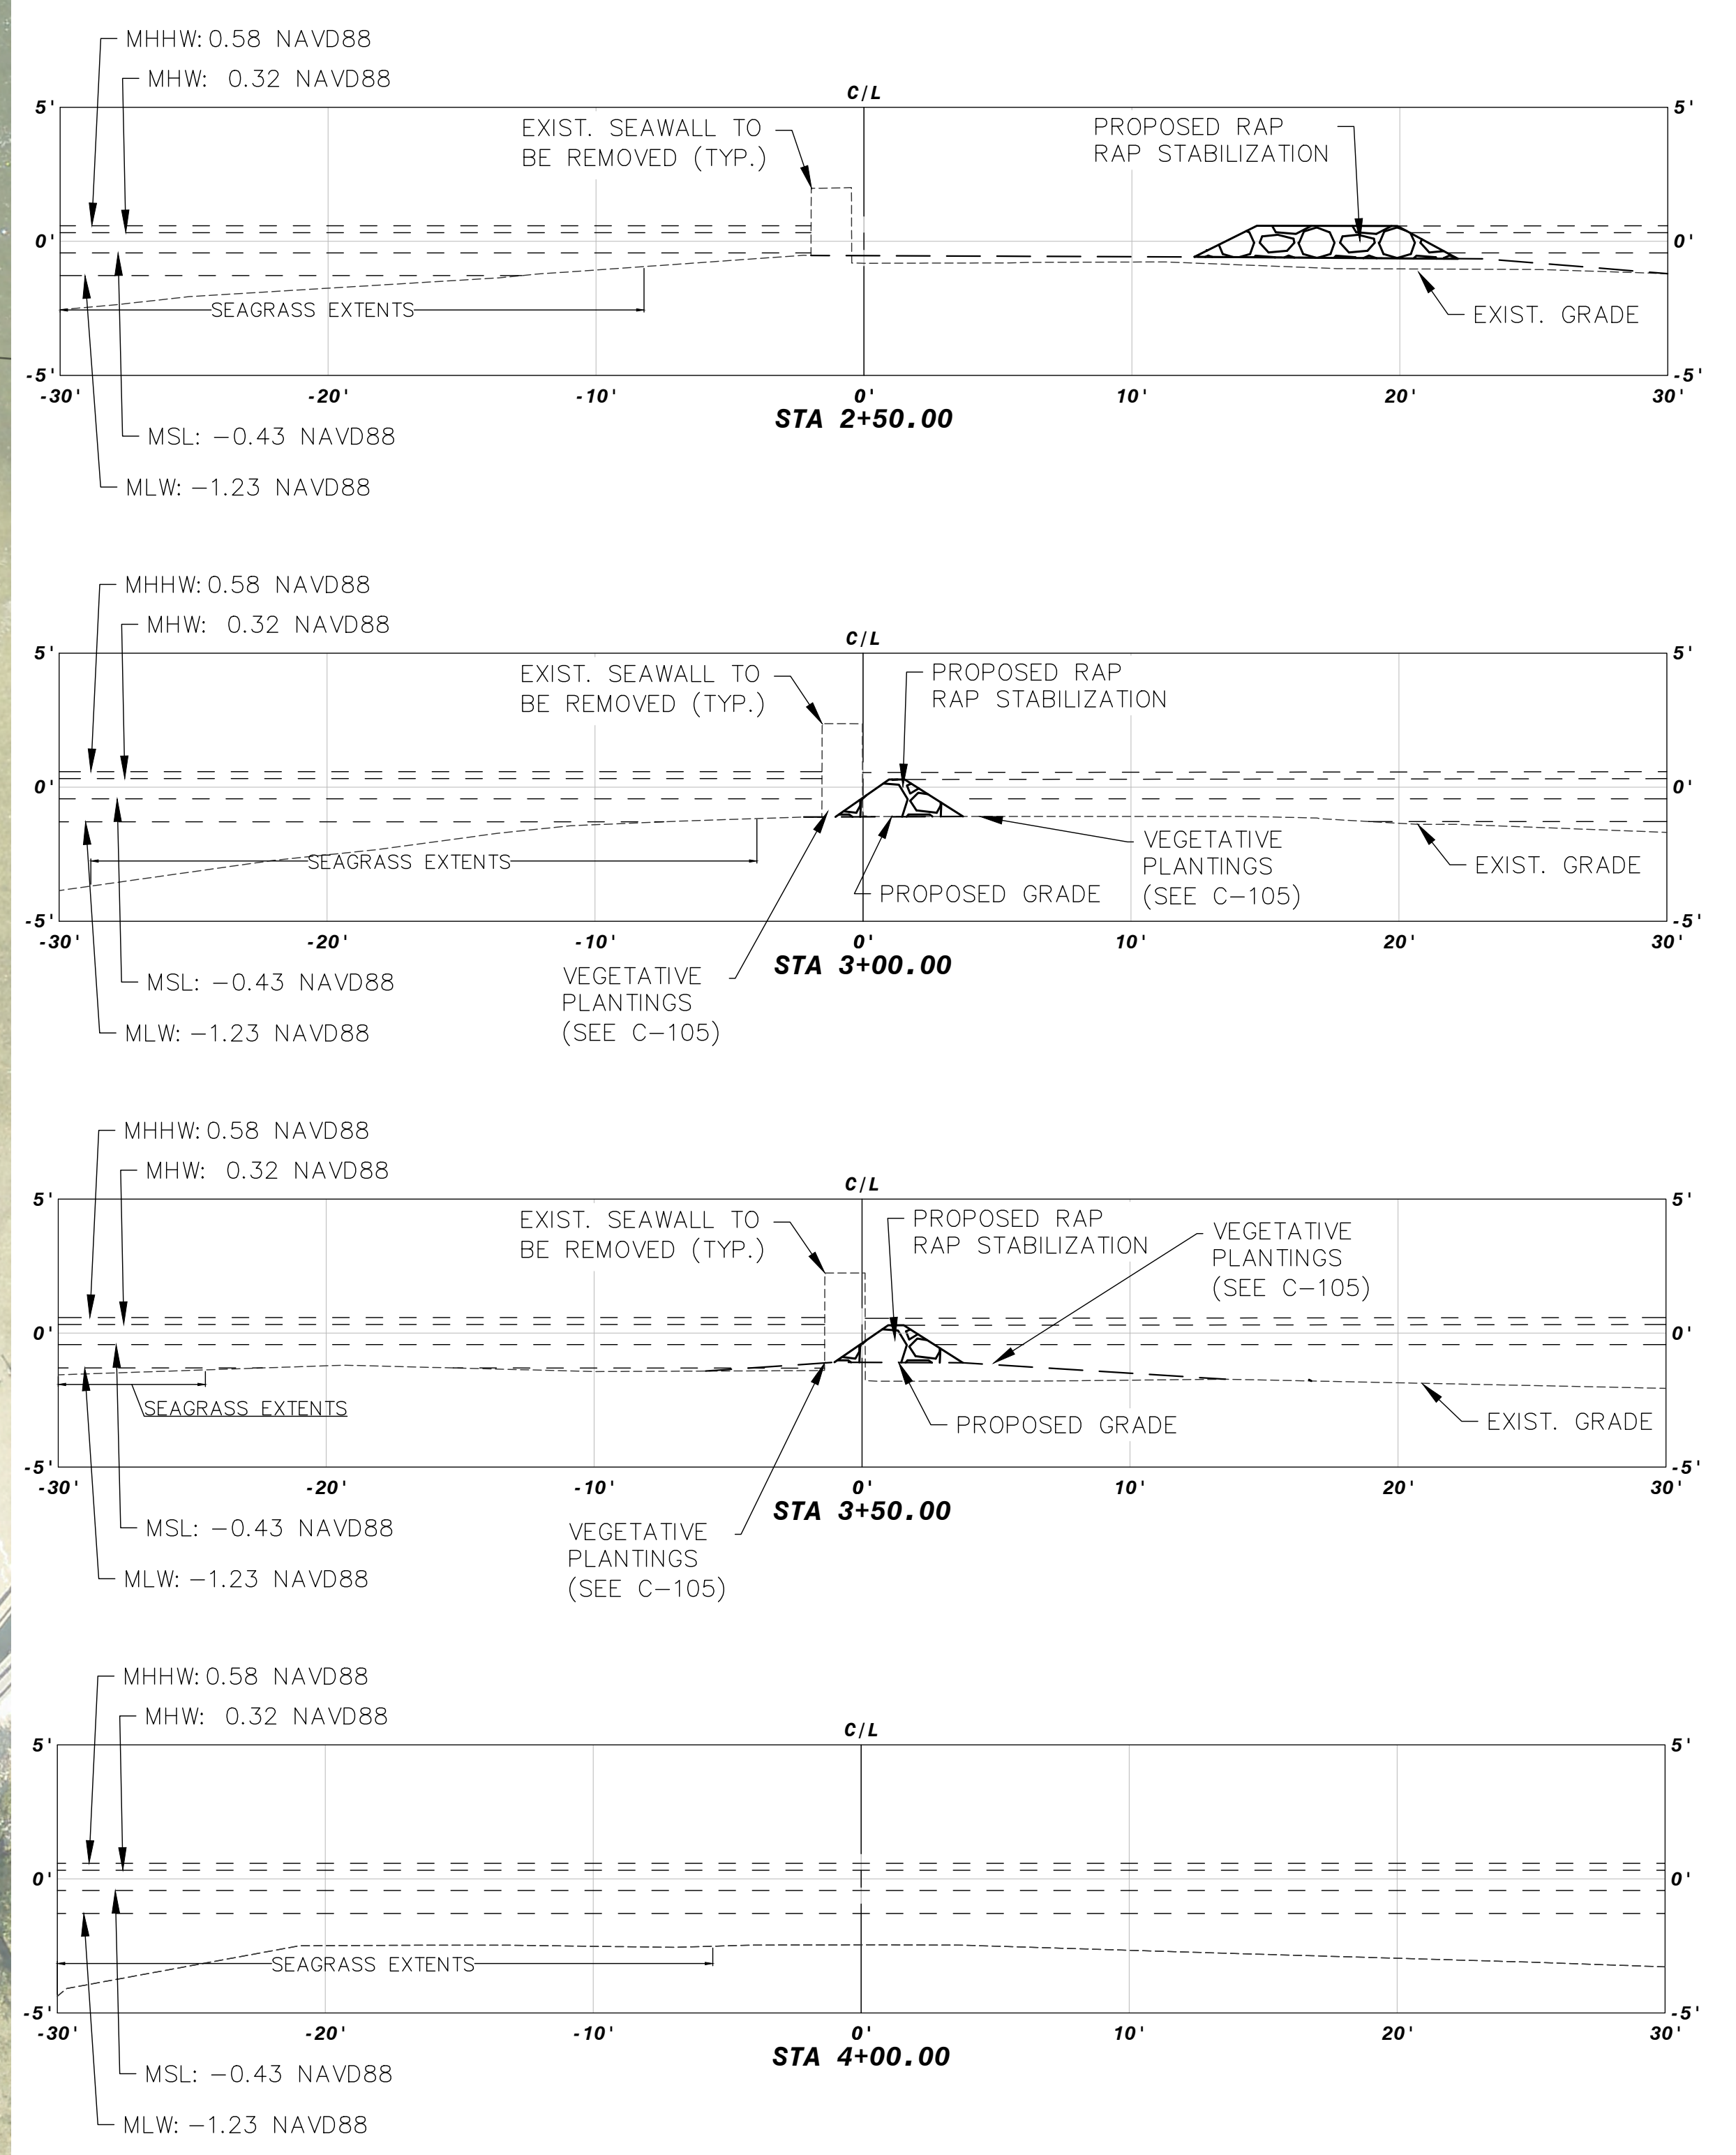 MHHW: 0.58 NAVD88
MHW: 0.32 NAVD88
C/L
5'
5'
EXIST. SEAWALL TO
BE REMOVED (TYP.)
PROPOSED RAP
RAP STABILIZATION
0'
0'
SEAGRASS EXTENTS
EXIST. GRADE
-5'
-5'
-30'
-20'
-10'
0'
10'
20'
30'
STA 2+50.00
MSL: -0.43 NAVD88
MLW: -1.23 NAVD88
MHHW: 0.58 NAVD88
MHW: 0.32 NAVD88
C/L
5'
5'
EXIST. SEAWALL TO
BE REMOVED (TYP.)
PROPOSED RAP
RAP STABILIZATION
0'
0'
SEAGRASS EXTENTS
PROPOSED GRADE
VEGETATIVE
PLANTINGS
(SEE C-105)
EXIST. GRADE
-5'
-5'
-30'
-20'
-10'
0'
10'
20'
30'
STA 3+00.00
MSL: -0.43 NAVD88
MLW: -1.23 NAVD88
VEGETATIVE
PLANTINGS
(SEE C-105)
MHHW: 0.58 NAVD88
MHW: 0.32 NAVD88
C/L
5'
5'
EXIST. SEAWALL TO
BE REMOVED (TYP.)
PROPOSED RAP
RAP STABILIZATION
VEGETATIVE
PLANTINGS
(SEE C-105)
0'
0'
SEAGRASS EXTENTS
PROPOSED GRADE
EXIST. GRADE
-5'
-5'
-30'
-20'
-10'
0'
10'
20'
30'
STA 3+50.00
MSL: -0.43 NAVD88
MLW: -1.23 NAVD88
VEGETATIVE
PLANTINGS
(SEE C-105)
MHHW: 0.58 NAVD88
MHW: 0.32 NAVD88
C/L
5'
5'
0'
0'
SEAGRASS EXTENTS
-5'
-5'
-30'
-20'
-10'
0'
10'
20'
30'
STA 4+00.00
MSL: -0.43 NAVD88
MLW: -1.23 NAVD88